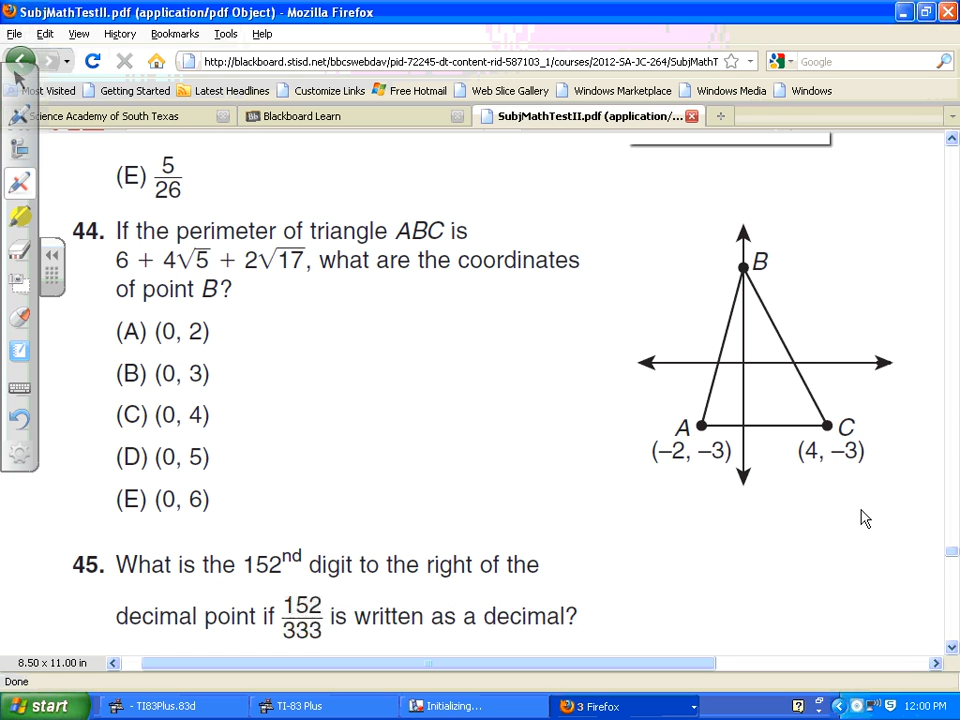 SubjMathTestII.pdf (application/pdf Object) - Mozilla Firefox
File Edit View History Bookmarks Tools Help
http://blackboard.stisd.net/bbcswebdav/pid-72245-dt-content-rid-587103_1/courses/2012-SA-JC-264/SubjMathT
Google
Most Visited Getting Started Latest Headlines Customize Links Free Hotmail Web Slice Gallery Windows Marketplace Windows Media Windows
Science Academy of South Texas Blackboard Learn SubjMathTestII.pdf (application/...
(E) 5/26
44. If the perimeter of triangle ABC is
6 + 4√5 + 2√17, what are the coordinates
of point B?
(A) (0, 2)
(B) (0, 3)
(C) (0, 4)
(D) (0, 5)
(E) (0, 6)
B
A
(–2, –3)
C
(4, –3)
45. What is the 152nd digit to the right of the
decimal point if 152/333 is written as a decimal?
8.50 x 11.00 in
Done
start - TI83Plus.83d TI-83 Plus Initializing... 3 Firefox 12:00 PM